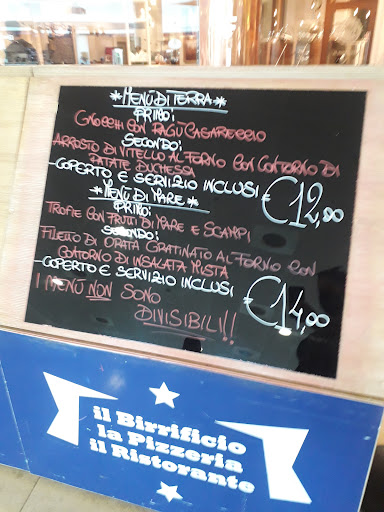 *MENÙ DI TERRA*
PRIMO:
GNOCCHI CON RAGÙ CASARECCIO
SECONDO:
ARROSTO DI VITELLO AL FORNO CON CONTORNO DI
PATATE DUCHESSA
-COPERTO E SERVIZIO INCLUSI €12,00
*MENÙ DI MARE*
PRIMO:
TROFIE CON FRUTTI DI MARE E SCAMPI
SECONDO:
FILETTO DI ORATA GRATINATO AL FORNO CON
CONTORNO DI INSALATA MISTA
-COPERTO E SERVIZIO INCLUSI €14,00
I MENÙ NON SONO
DIVISIBILI!!
il Birrificio
la Pizzeria
il Ristorante